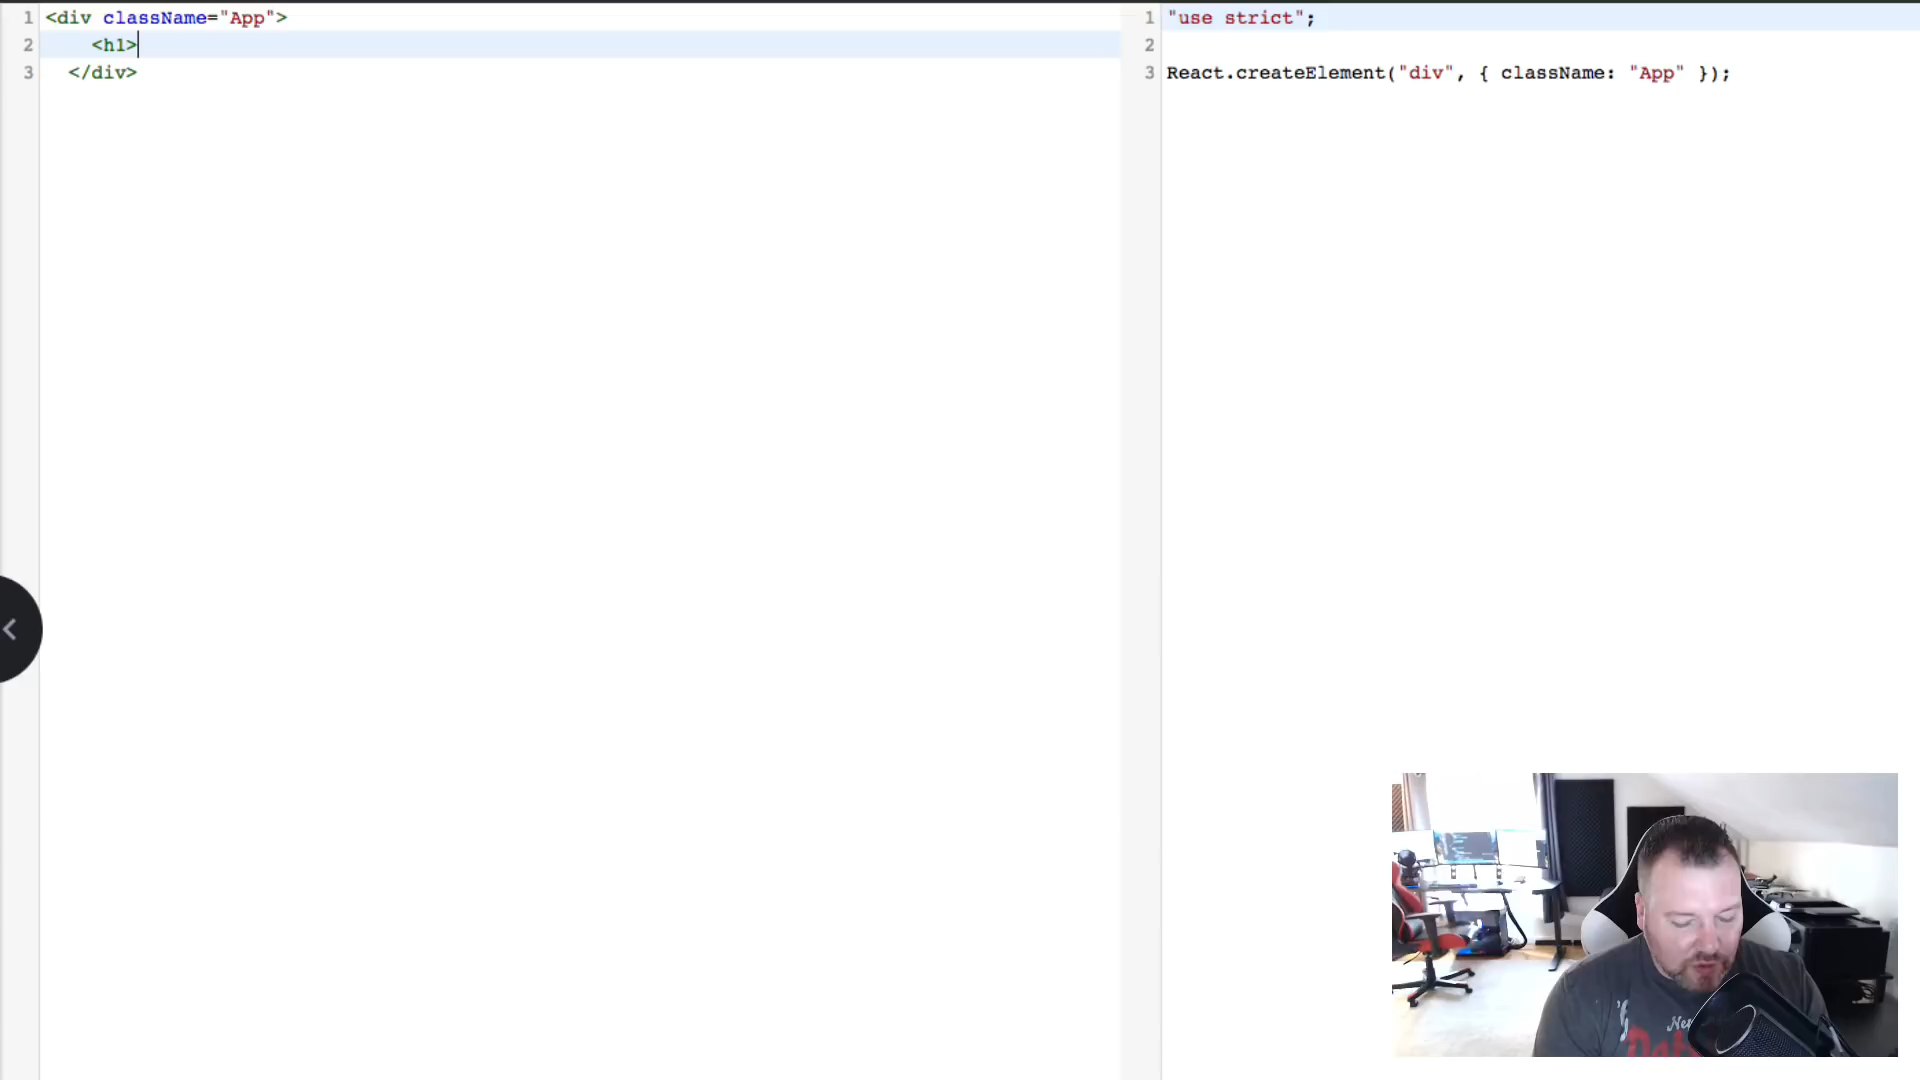 1 <div className="App">
2 <h1>
3 </div>
1 "use strict";
2
3 React.createElement("div", { className: "App" });